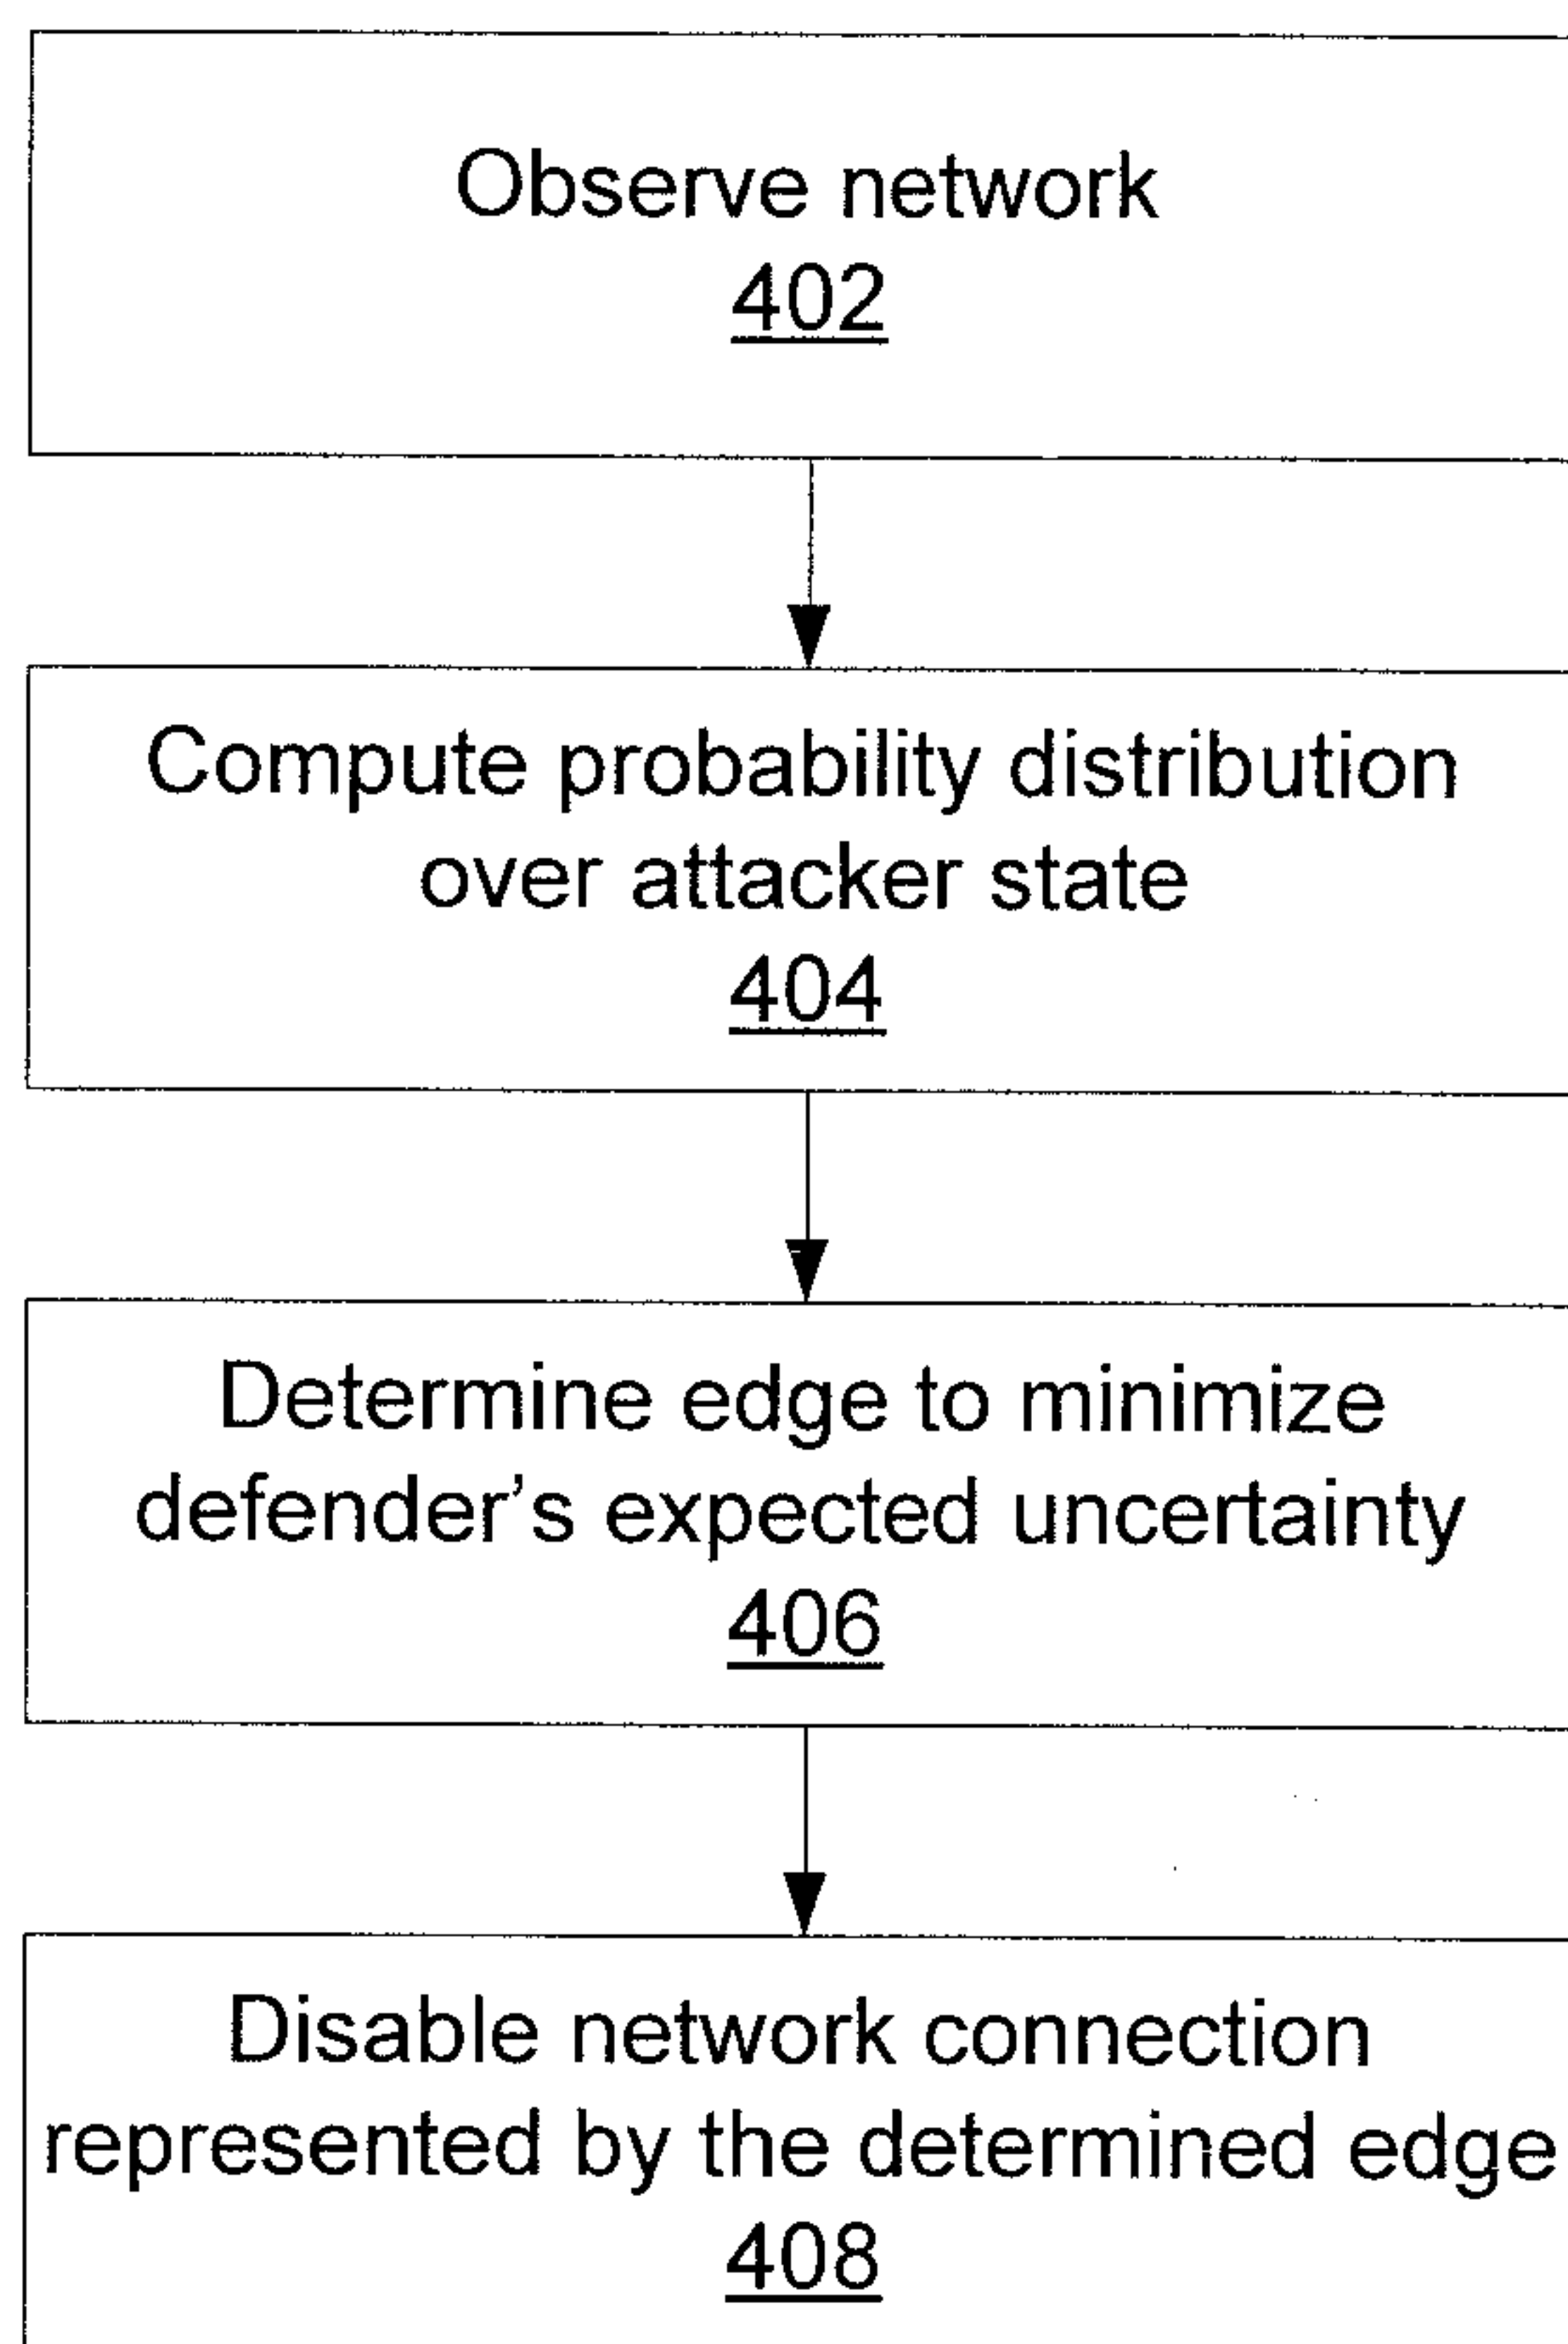 Observe network
402
Compute probability distribution
over attacker state
404
Determine edge to minimize
defender's expected uncertainty
406
Disable network connection
represented by the determined edge
408